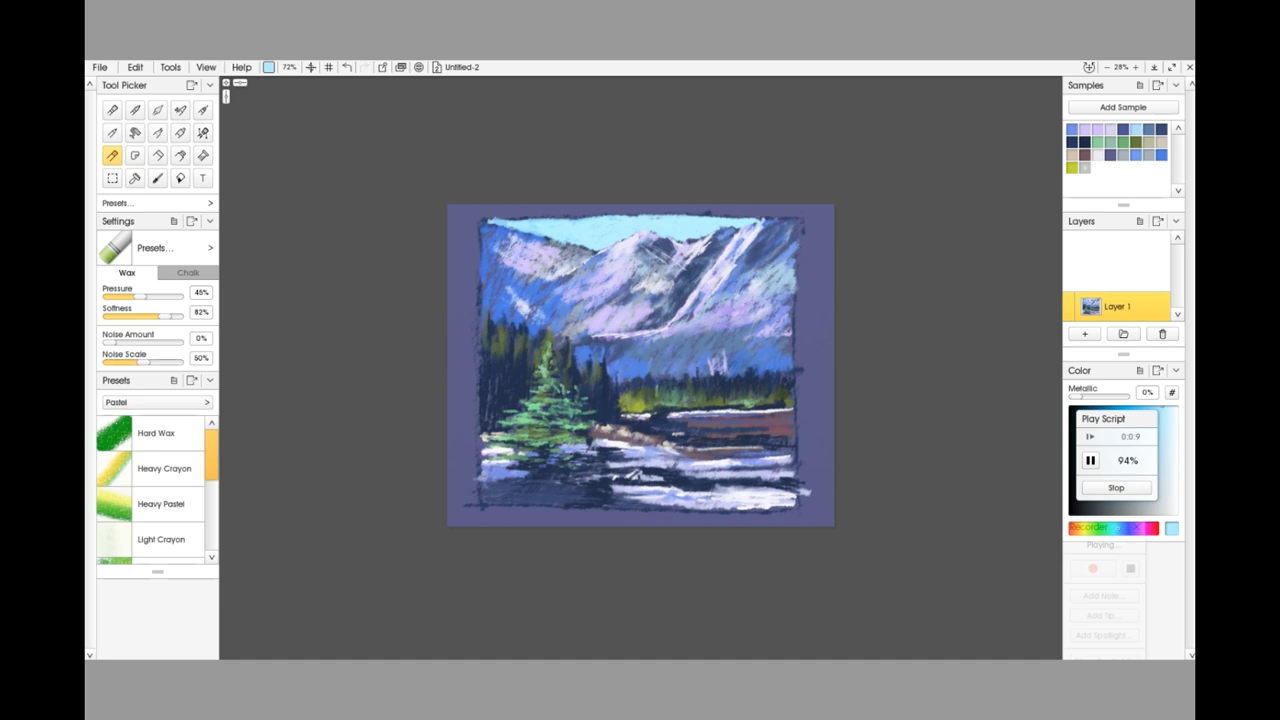 File Edit Tools View Help 72% Untitled-2 28%
Tool Picker
T
Presets... >
Settings
Presets... >
Wax Chalk
Pressure
45%
Softness
82%
Noise Amount
0%
Noise Scale
50%
Presets
Pastel >
Hard Wax
Heavy Crayon
Heavy Pastel
Light Crayon
Samples
Add Sample
Layers
Layer 1
+
Color
Metallic
0% #
Play Script
0:0:9
94%
Stop
Recorder
Playing...
Add Note...
Add Tip...
Add Spotlight...